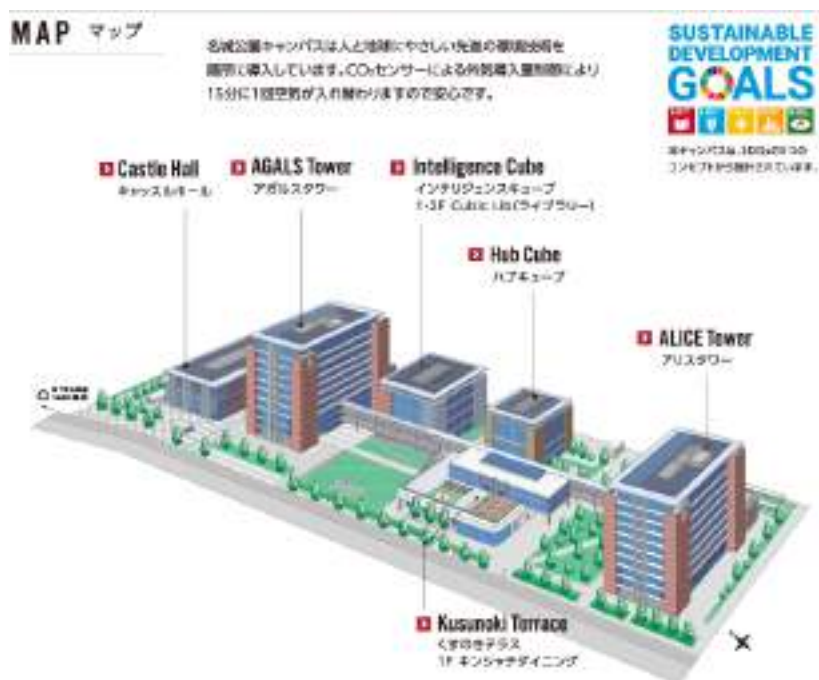 MAP マップ
名城公園キャンパスは人と地球にやさしい先進の環境技術を
随所に導入しています。CO₂センサーによる外気導入量制御により
15分に1回空気が入れ替わりますので安心です。
SUSTAINABLE
DEVELOPMENT
GOALS
本キャンパスは、SDGsの5つの
コンセプトから設計されています。
Castle Hall
キャッスルホール
AGALS Tower
アガルスタワー
Intelligence Cube
インテリジェンスキューブ
1-3F Cubic Lab(ライブラリー)
Hub Cube
ハブキューブ
ALICE Tower
アリスタワー
Kusunoki Terrace
くすのきテラス
1F キンシャチダイニング